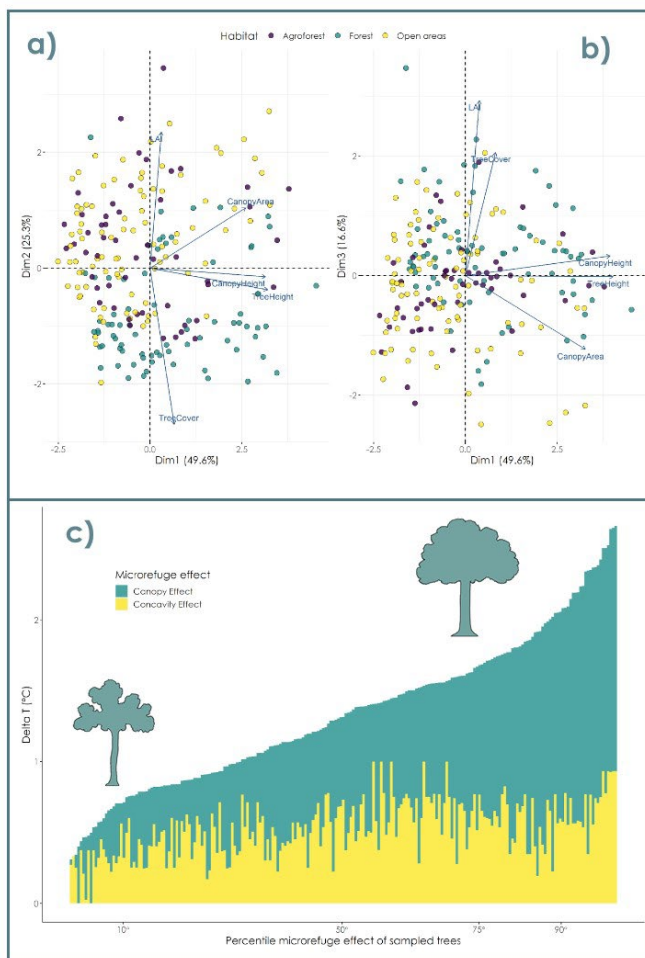 a)
Habitat Agroforest Forest Open areas
b)
LAI
CanopyArea
CanopyHeight
TreeHeight
TreeCover
2
0
-2
Dim2 (25.3%)
-2.5 0.0 2.5
Dim1 (49.6%)
LAI
TreeCover
CanopyHeight
TreeHeight
CanopyArea
2
0
-2
Dim3 (16.6%)
-2.5 0.0 2.5
Dim1 (49.6%)
c)
Microrefuge effect
Canopy Effect
Concavity Effect
2
1
0
Delta T (°C)
10° 50° 75° 90°
Percentile microrefuge effect of sampled trees